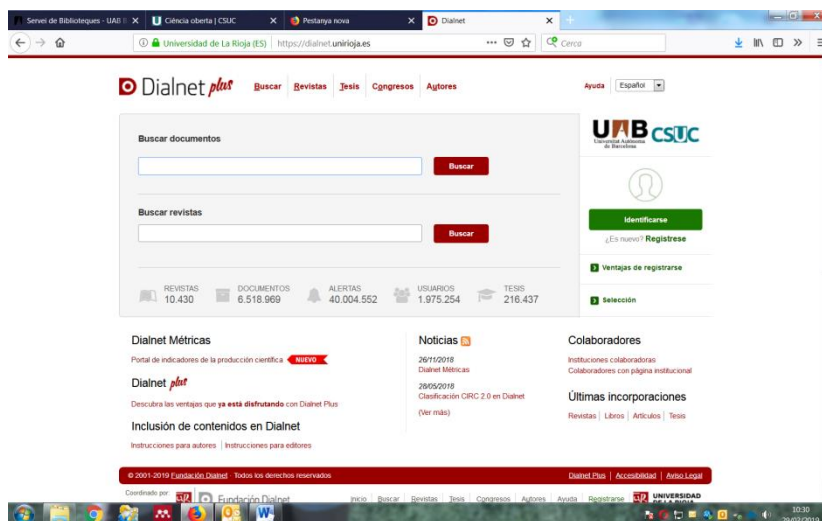 Servei de Biblioteques - UAB
Ciència oberta | CSUC
Pestanya nova
Dialnet
Universidad de La Rioja (ES)
https://dialnet.unirioja.es
Cerca
Dialnet plus
Buscar Revistas Tesis Congresos Autores
Ayuda Español
Buscar documentos
Buscar
Buscar revistas
Buscar
REVISTAS
10.430
DOCUMENTOS
6.518.969
ALERTAS
40.004.552
USUARIOS
1.975.254
TESIS
216.437
UAB
Universitat Autònoma
de Barcelona
CSUC
Identificarse
¿Es nuevo? Regístrese
Ventajas de registrarse
Selección
Dialnet Métricas
Portal de indicadores de la producción científica NUEVO
Dialnet plus
Descubra las ventajas que ya está disfrutando con Dialnet Plus
Inclusión de contenidos en Dialnet
Instrucciones para autores | Instrucciones para editores
Noticias
26/11/2018
Dialnet Métricas
28/05/2018
Clasificación CIRC 2.0 en Dialnet
(Ver más)
Colaboradores
Instituciones colaboradoras
Colaboradores con página institucional
Últimas incorporaciones
Revistas | Libros | Artículos | Tesis
© 2001-2019 Fundación Dialnet · Todos los derechos reservados
Dialnet Plus | Accesibilidad | Aviso Legal
Coordinado por:
Fundación Dialnet
Inicio | Buscar | Revistas | Tesis | Congresos | Autores | Ayuda | Registrarse
UNIVERSIDAD
DE LA RIOJA
10:30